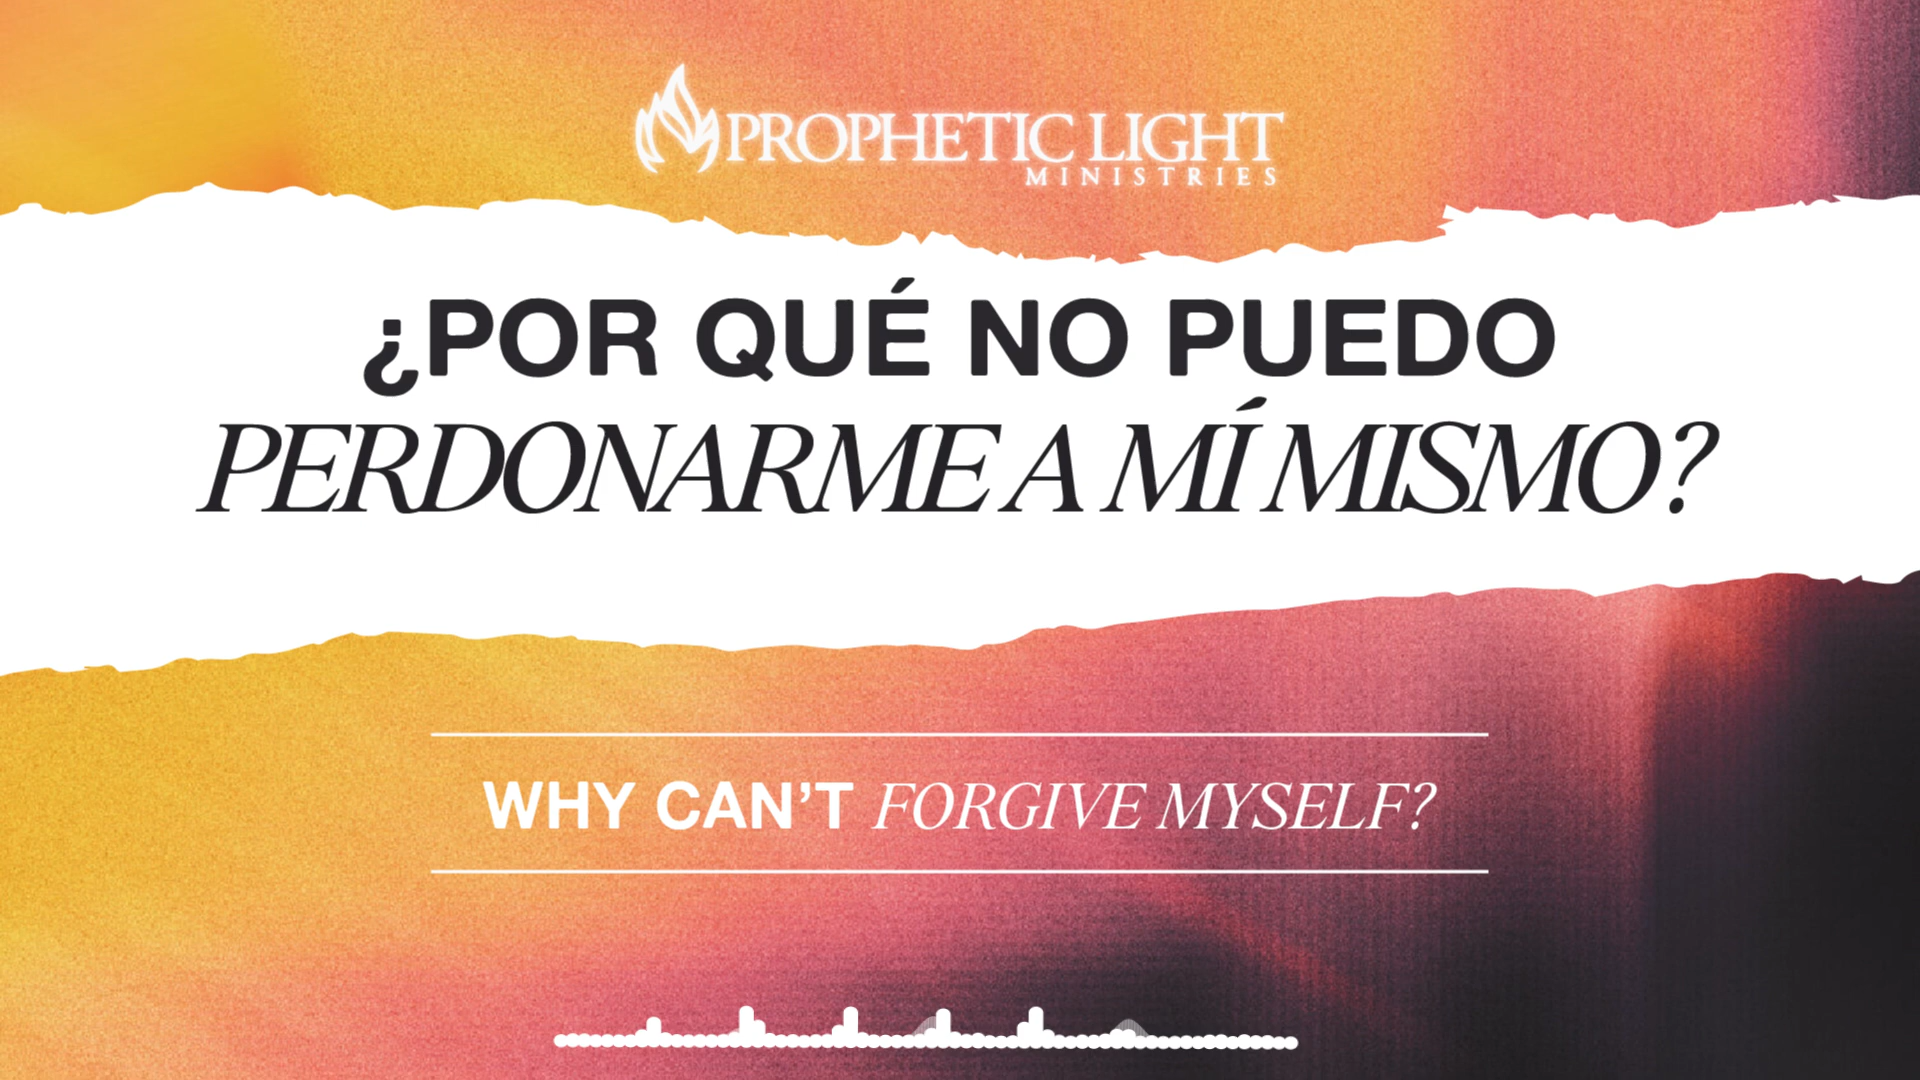 PROPHETIC LIGHT
MINISTRIES
¿POR QUÉ NO PUEDO
PERDONARME A MÍ MISMO?
WHY CAN'T FORGIVE MYSELF?